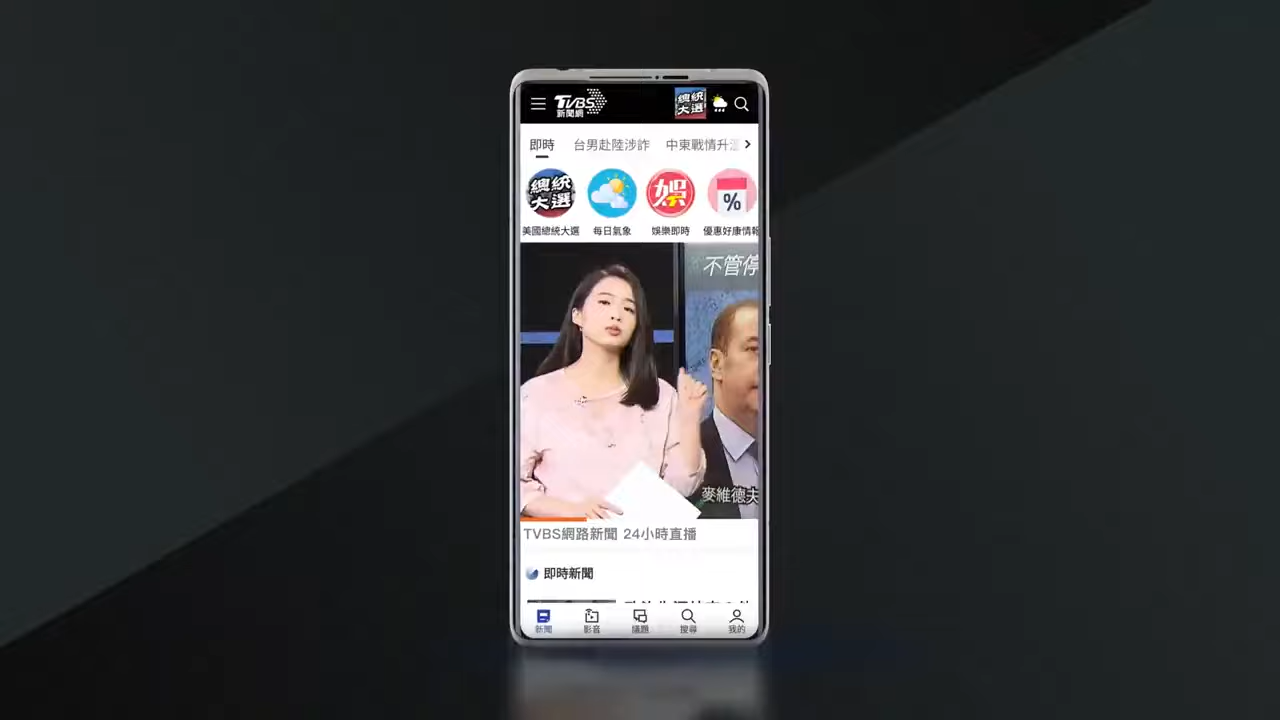 TVBS
新聞網
總統
大選
即時 台男赴陸涉詐 中東戰情升溫
總統
大選
娛
%
美國總統大選 每日氣象 娛樂即時 優惠好康情報
不管停
麥維德夫
TVBS網路新聞 24小時直播
即時新聞
新聞 影音 議題 搜尋 我的